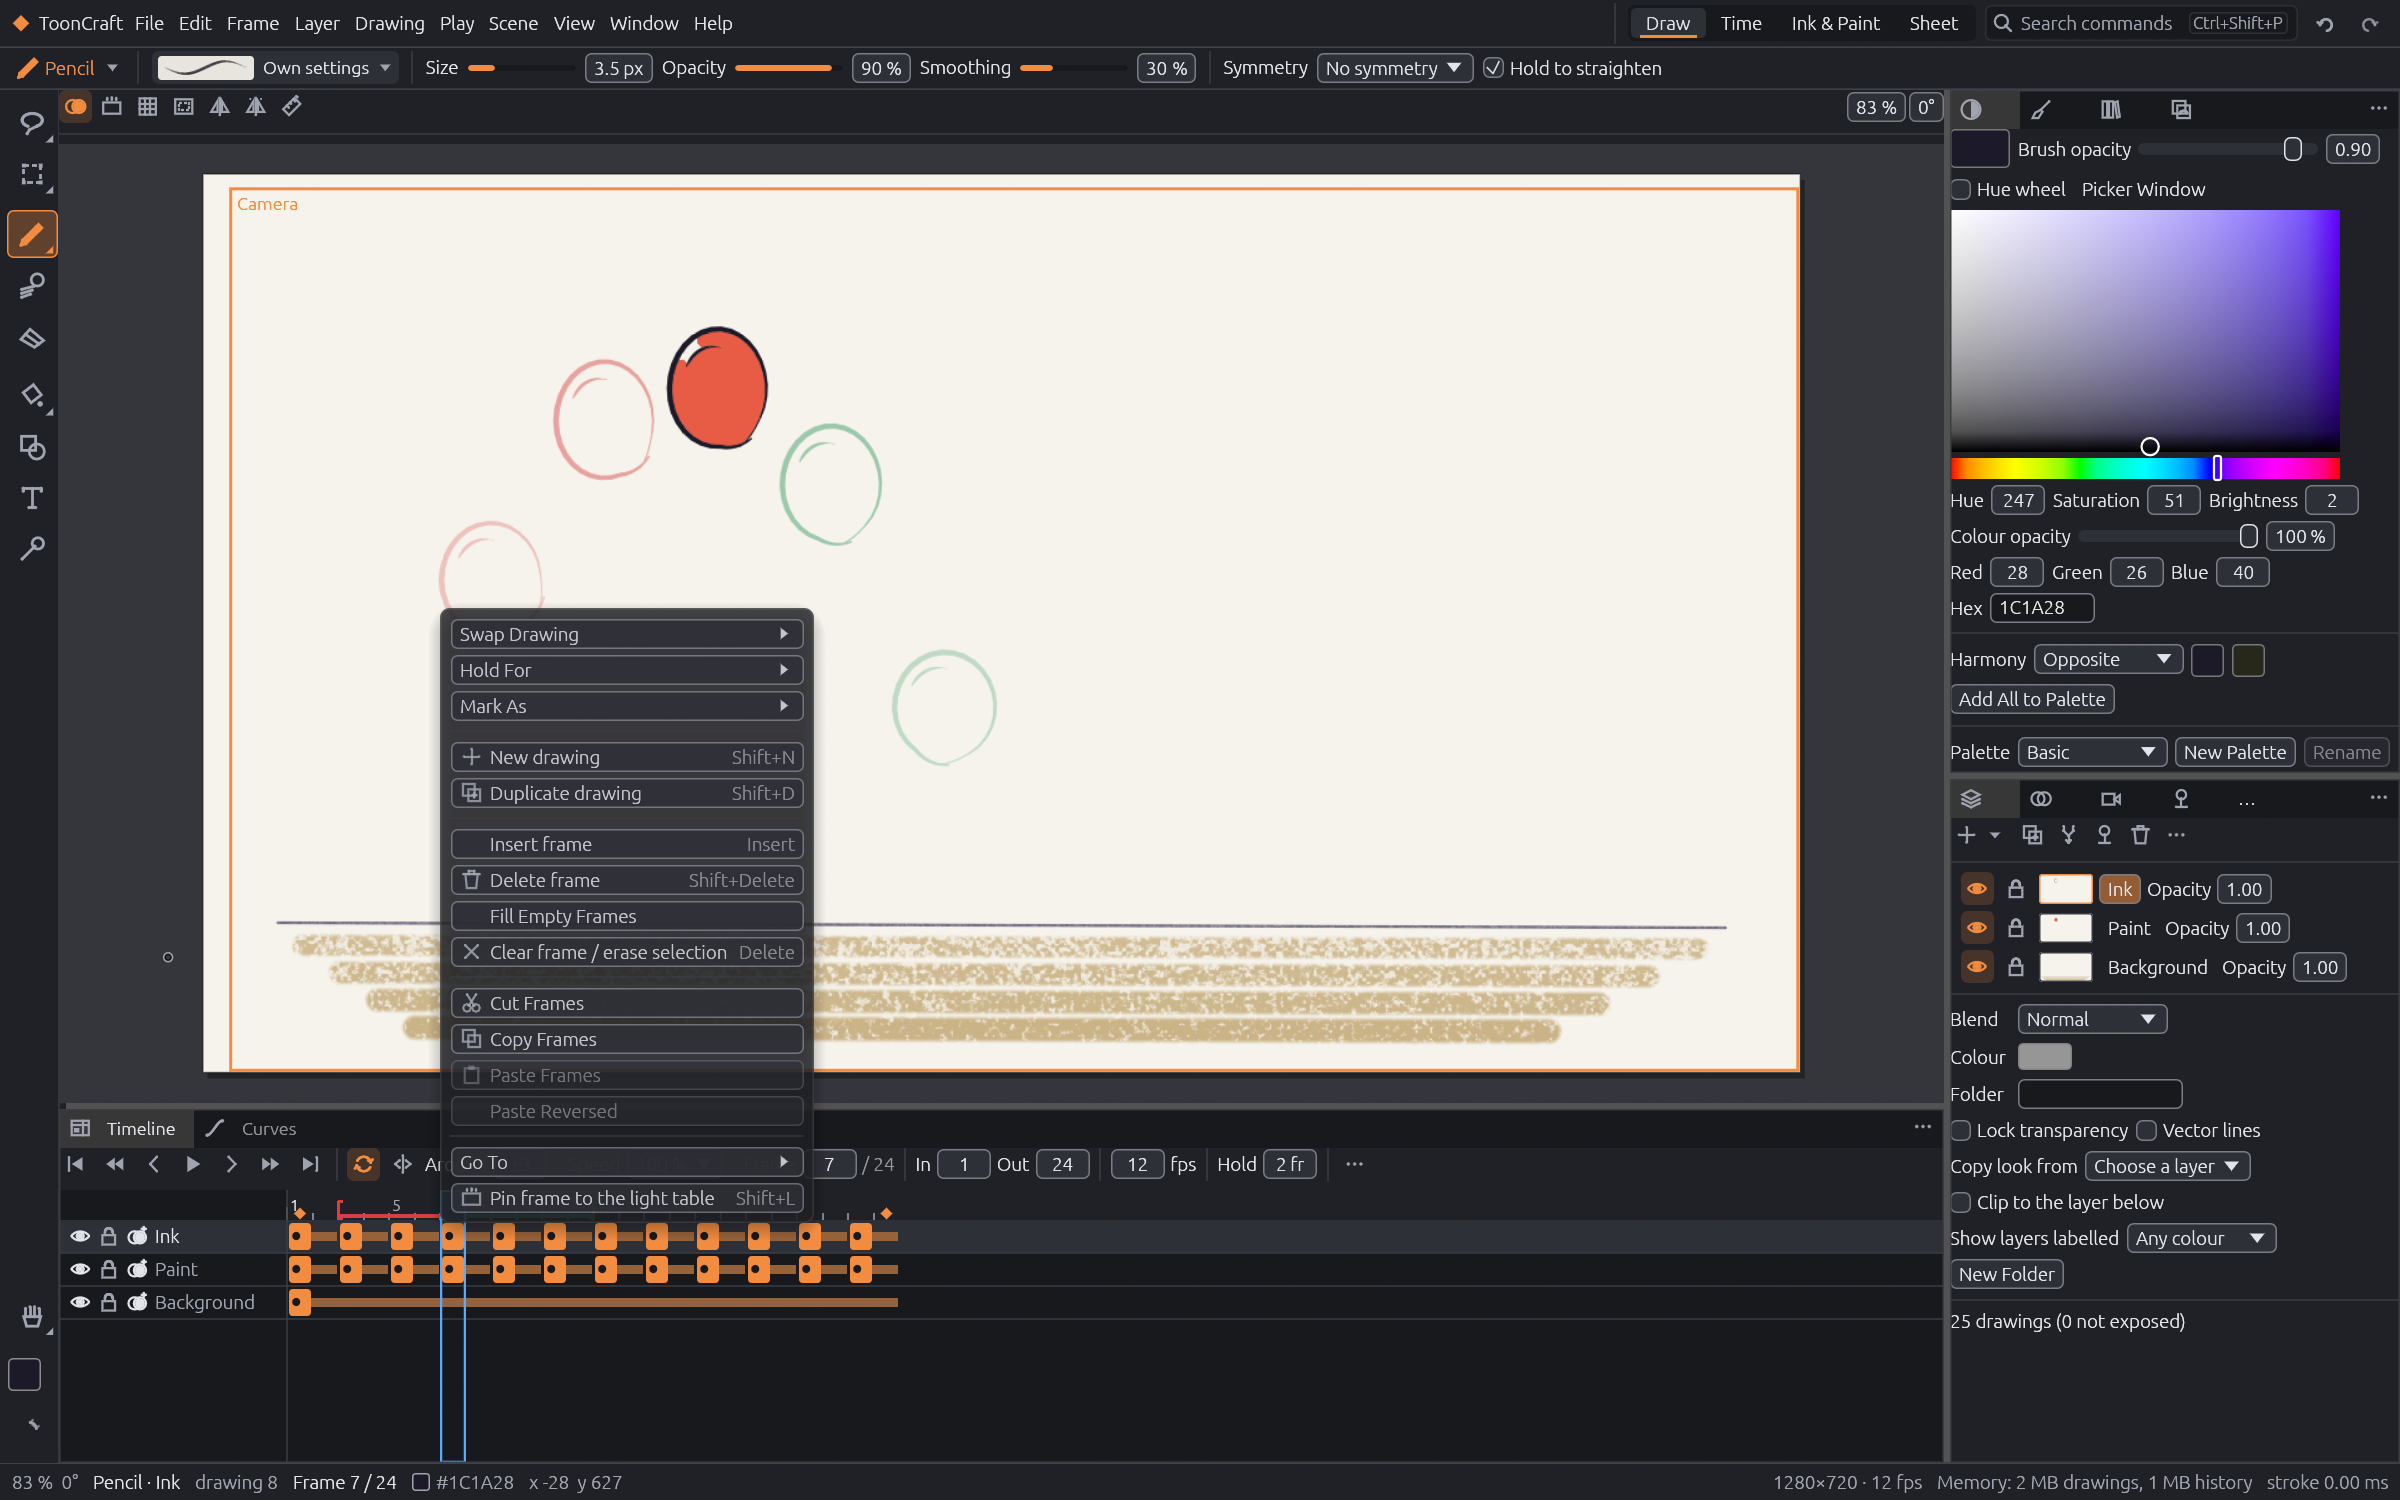 ToonCraft File Edit Frame Layer Drawing Play Scene View Window Help Draw Time Ink & Paint Sheet Search commands Ctrl+Shift+P
Pencil Own settings Size 3.5 px Opacity 90 % Smoothing 30 % Symmetry No symmetry Hold to straighten
83 % 0°
Camera
Brush opacity 0.90
Hue wheel Picker Window
Hue 247 Saturation 51 Brightness 2
Colour opacity 100 %
Red 28 Green 26 Blue 40
Hex 1C1A28
Harmony Opposite
Add All to Palette
Palette Basic New Palette Rename
Swap Drawing
Hold For
Mark As
New drawing Shift+N
Duplicate drawing Shift+D
Insert frame Insert
Delete frame Shift+Delete
Fill Empty Frames
Clear frame / erase selection Delete
Cut Frames
Copy Frames
Paste Frames
Paste Reversed
Go To
Pin frame to the light table Shift+L
...
Ink Opacity 1.00
Paint Opacity 1.00
Background Opacity 1.00
Blend Normal
Colour
Folder
Lock transparency Vector lines
Copy look from Choose a layer
Clip to the layer below
Show layers labelled Any colour
New Folder
25 drawings (0 not exposed)
Timeline Curves
7 / 24 In 1 Out 24 12 fps Hold 2 fr
1 5
Ink
Paint
Background
83 % 0° Pencil · Ink drawing 8 Frame 7 / 24 #1C1A28 x -28 y 627 1280×720 · 12 fps Memory: 2 MB drawings, 1 MB history stroke 0.00 ms